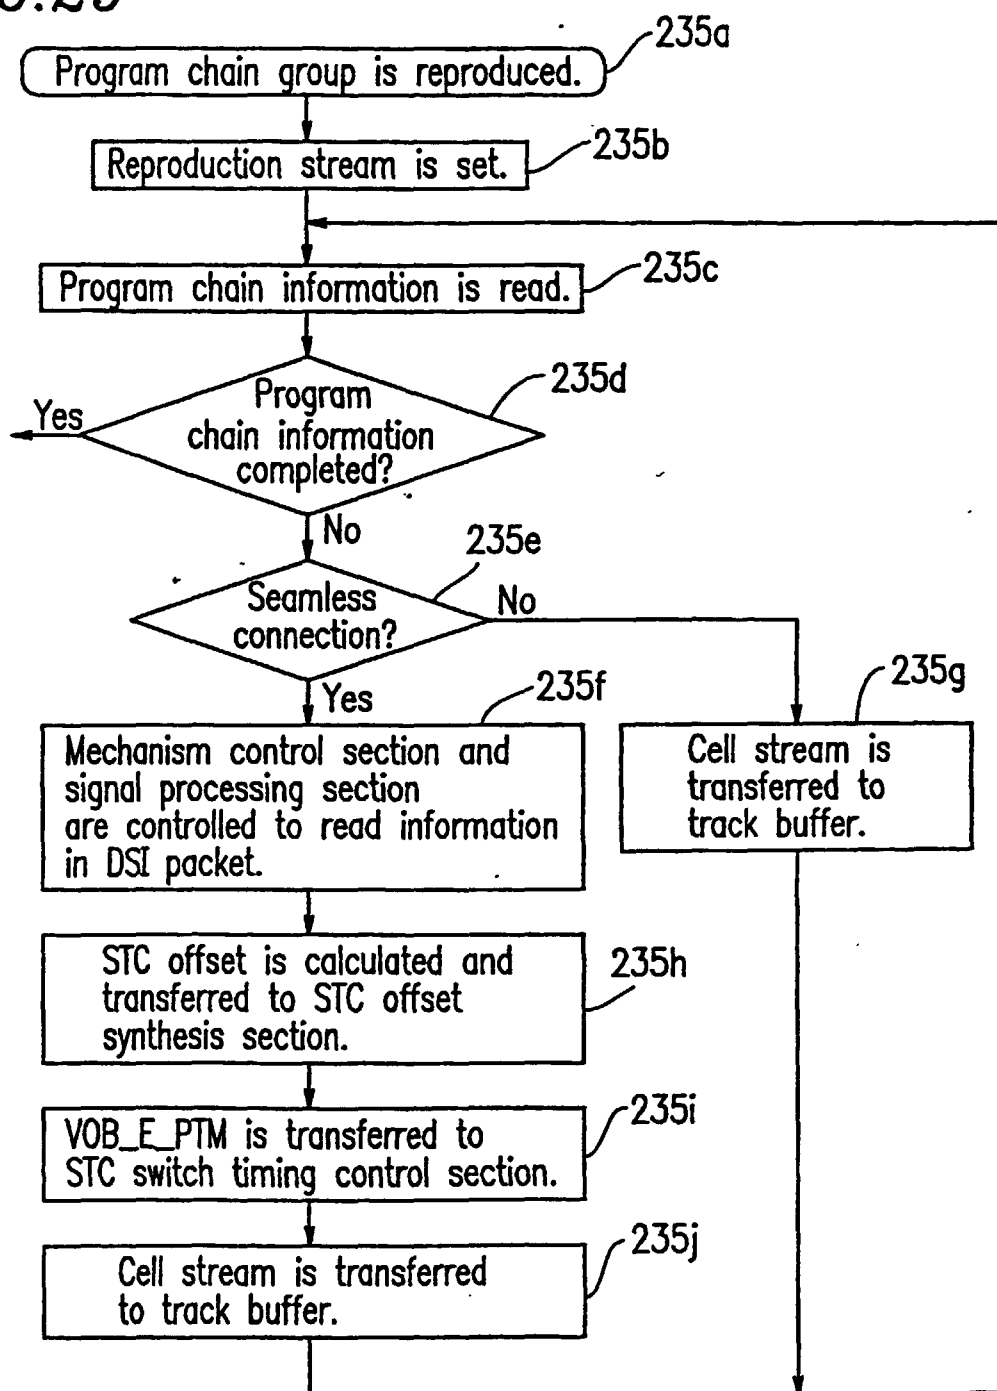 235a
Program chain group is reproduced.
235b
Reproduction stream is set.
235c
Program chain information is read.
235d
Program
chain information
completed?
Yes
No
235e
Seamless
connection?
No
Yes
235f
Mechanism control section and
signal processing section
are controlled to read information
in DSI packet.
235g
Cell stream is
transferred to
track buffer.
235h
STC offset is calculated and
transferred to STC offset
synthesis section.
235i
VOB_E_PTM is transferred to
STC switch timing control section.
235j
Cell stream is transferred
to track buffer.